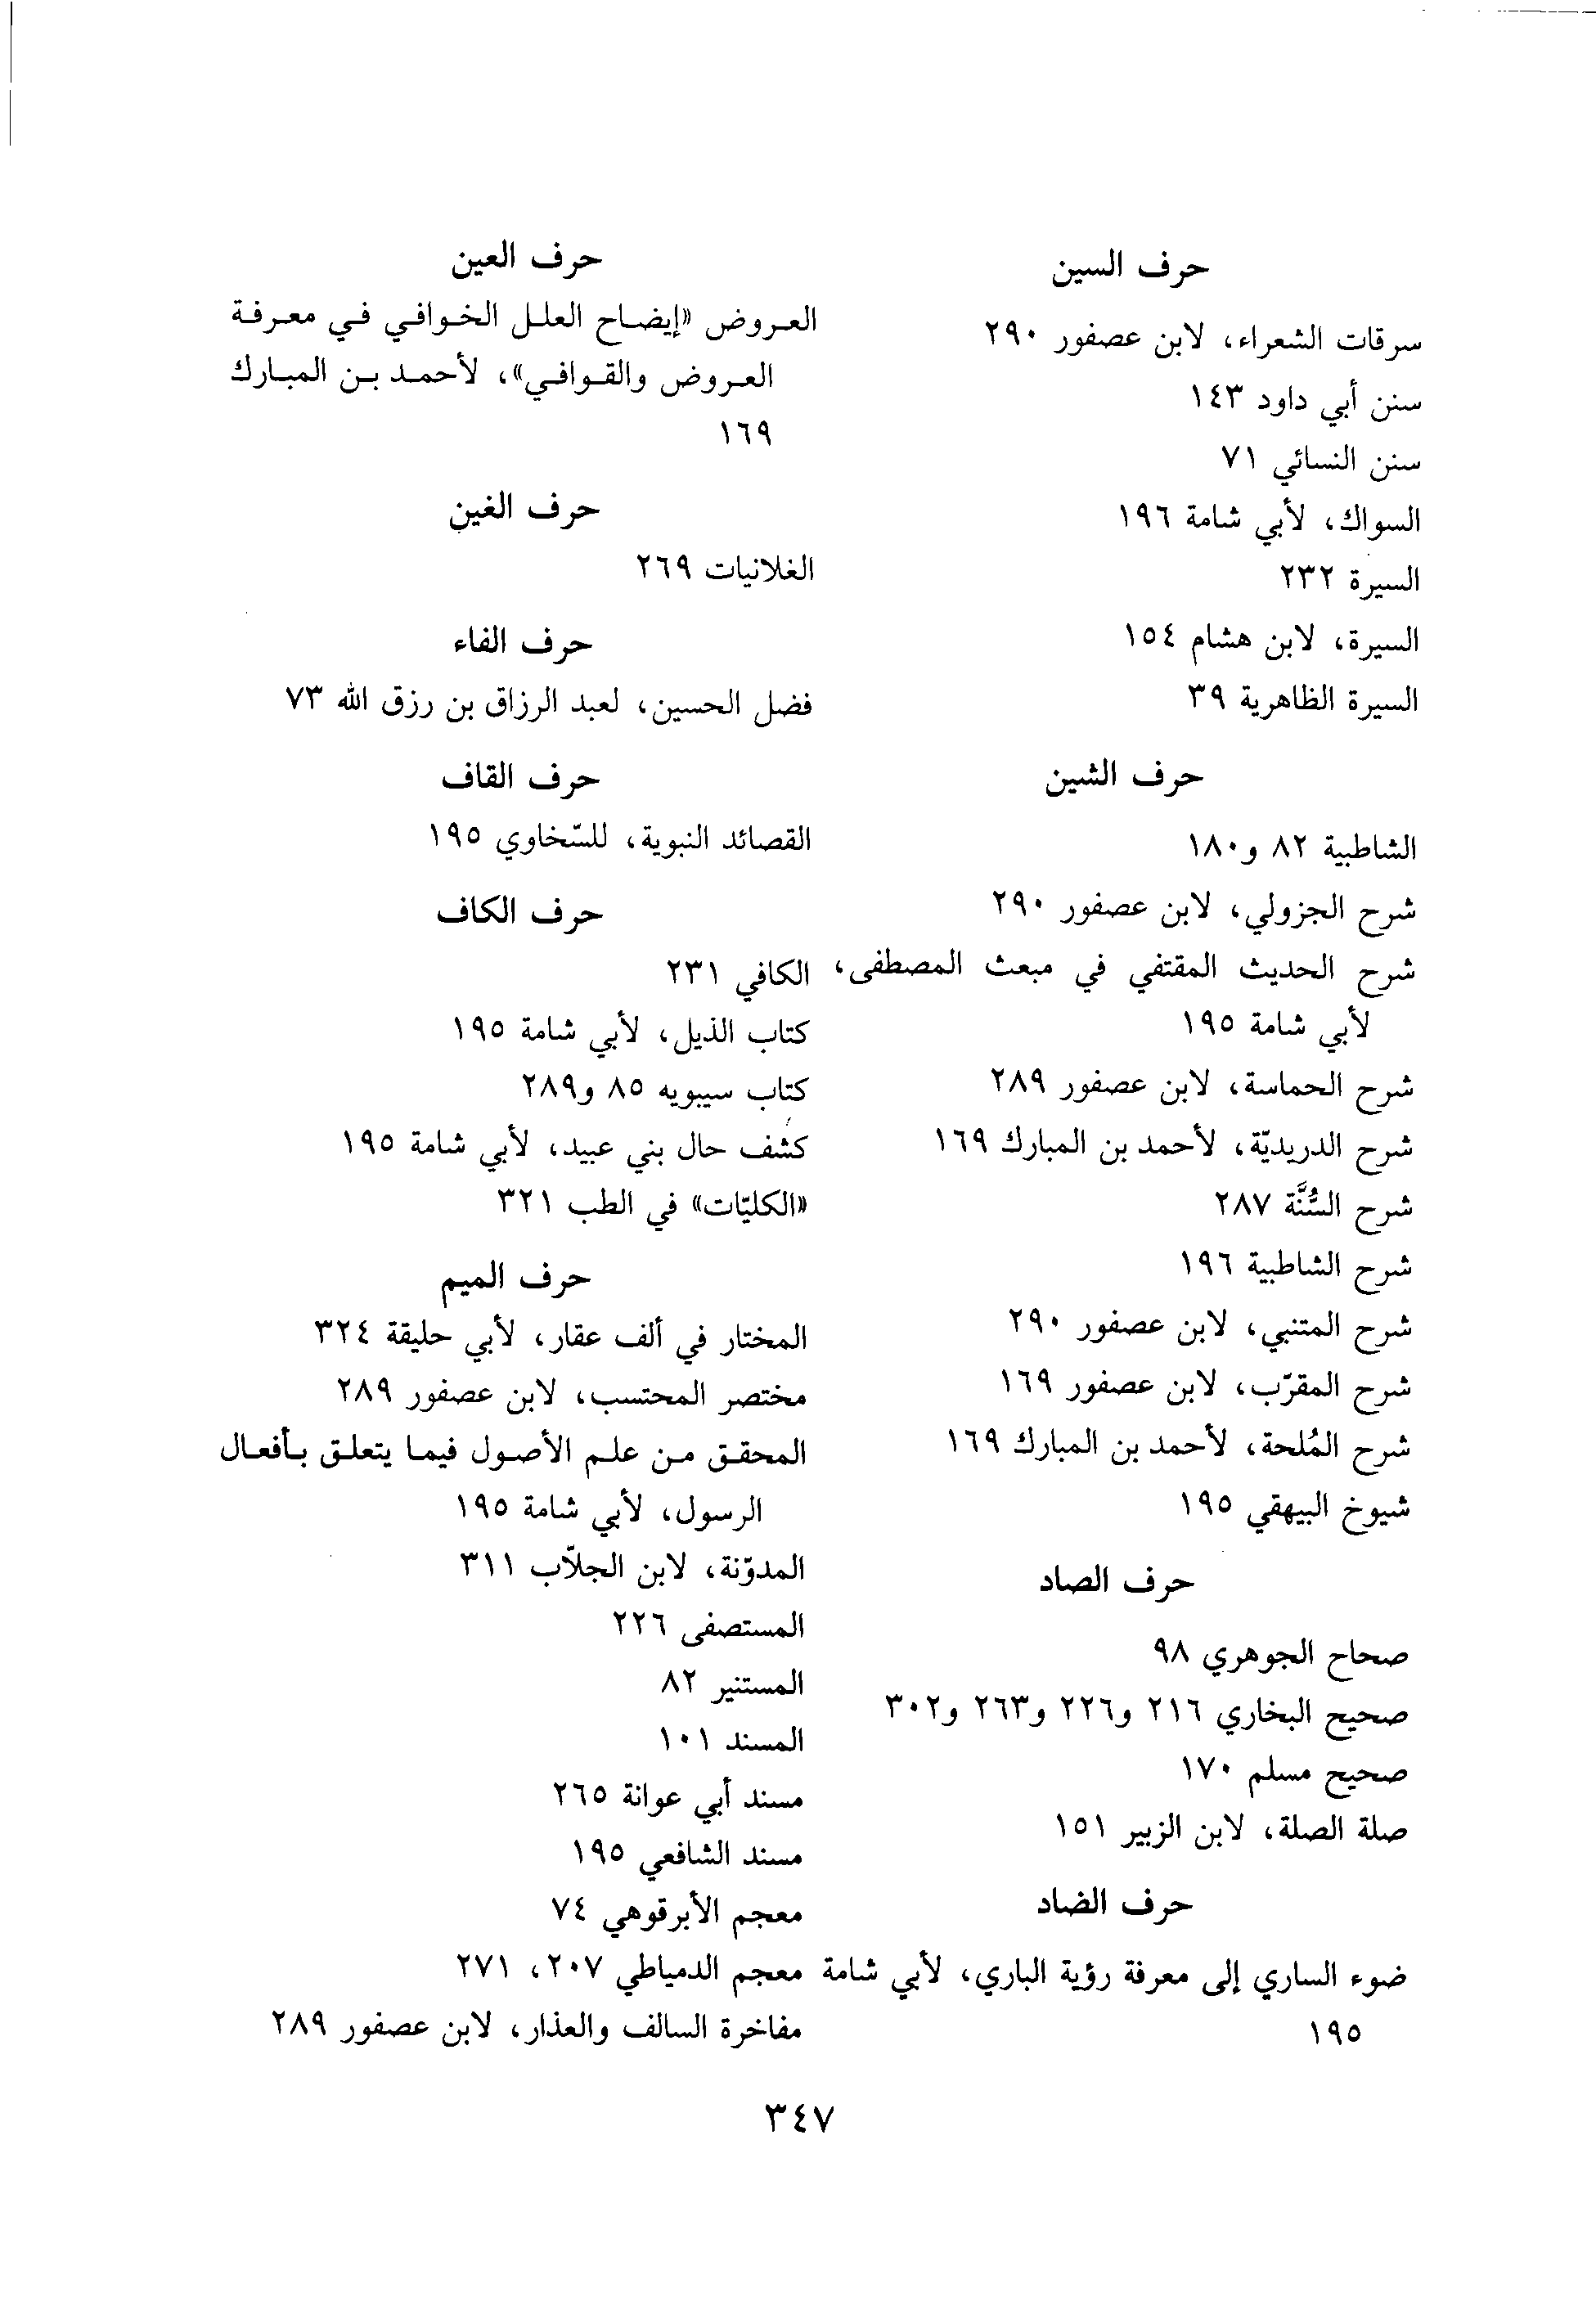 حرف السين
سرقات الشعراء، لابن عصفور ٢٩٠
سنن أبي داود ١٤٣
سنن النسائي ٧١
السواك، لأبي شامة ١٩٦
السيرة ٢٣٢
السيرة، لابن هشام ١٥٤
السيرة الظاهرية ٣٩
حرف الشين
الشاطبية ٨٢ و١٨٠
شرح الجزولي، لابن عصفور ٢٩٠
شرح الحديث المقتفي في مبعث المصطفى،
لأبي شامة ١٩٥
شرح الحماسة، لابن عصفور ٢٨٩
شرح الدريديّة، لأحمد بن المبارك ١٦٩
شرح السُّنَّة ٢٨٧
شرح الشاطبية ١٩٦
شرح المتنبي، لابن عصفور ٢٩٠
شرح المقرّب، لابن عصفور ١٦٩
شرح المُلحة، لأحمد بن المبارك ١٦٩
شيوخ البيهقي ١٩٥
حرف الصاد
صحاح الجوهري ٩٨
صحيح البخاري ٢١٦ و٢٢٦ و٢٦٣ و٣٠٢
صحيح مسلم ١٧٠
صلة الصلة، لابن الزبير ١٥١
حرف الضاد
ضوء الساري إلى معرفة رؤية الباري، لأبي شامة
١٩٥
حرف العين
العروض «إيضاح العلل الخوافي في معرفة
العروض والقوافي»، لأحمد بن المبارك
١٦٩
حرف الغين
الغلانيات ٢٦٩
حرف الفاء
فضل الحسين، لعبد الرزاق بن رزق الله ٧٣
حرف القاف
القصائد النبوية، للسّخاوي ١٩٥
حرف الكاف
الكافي ٢٣١
كتاب الذيل، لأبي شامة ١٩٥
كتاب سيبويه ٨٥ و٢٨٩
كشف حال بني عبيد، لأبي شامة ١٩٥
«الكليّات» في الطب ٣٢١
حرف الميم
المختار في ألف عقار، لأبي حليقة ٣٢٤
مختصر المحتسب، لابن عصفور ٢٨٩
المحقق من علم الأصول فيما يتعلق بأفعال
الرسول، لأبي شامة ١٩٥
المدوّنة، لابن الجلاّب ٣١١
المستصفى ٢٢٦
المستنير ٨٢
المسند ١٠١
مسند أبي عوانة ٢٦٥
مسند الشافعي ١٩٥
معجم الأبرقوهي ٧٤
معجم الدمياطي ٢٠٧، ٢٧١
مفاخرة السالف والعذار، لابن عصفور ٢٨٩
٣٤٧